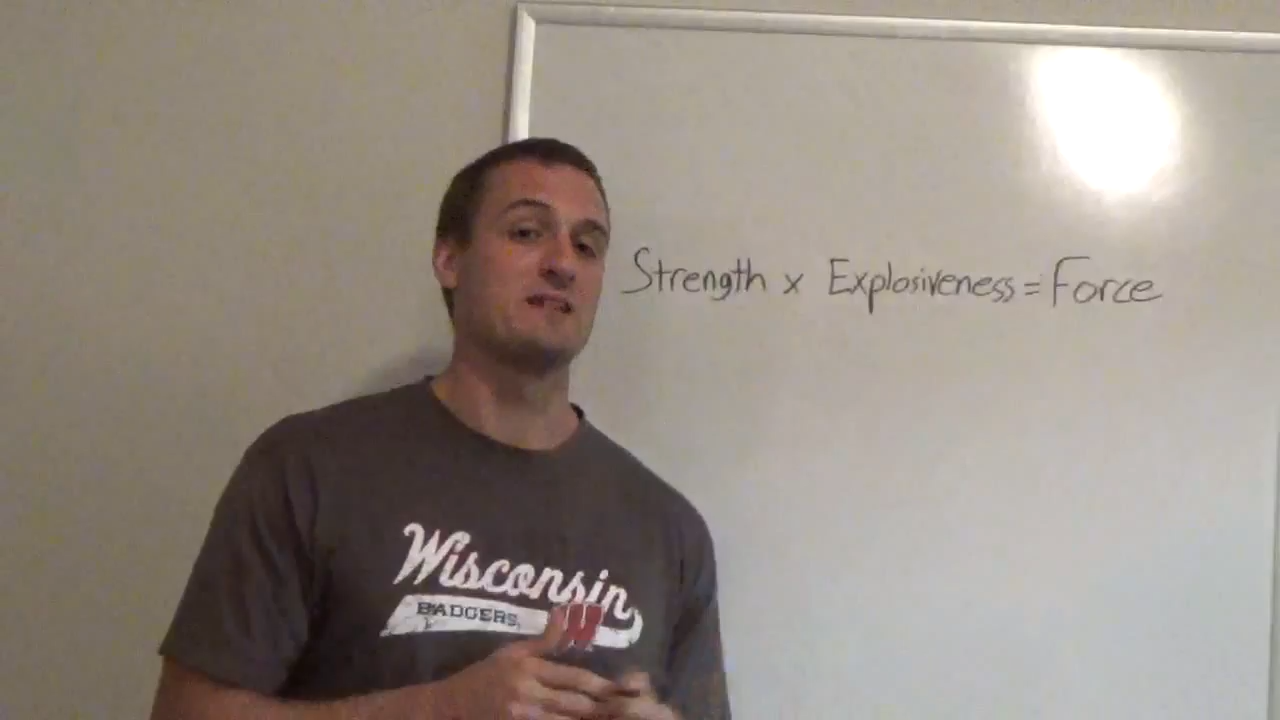 Strength x Explosiveness = Force
Wisconsin
BADGERS
W